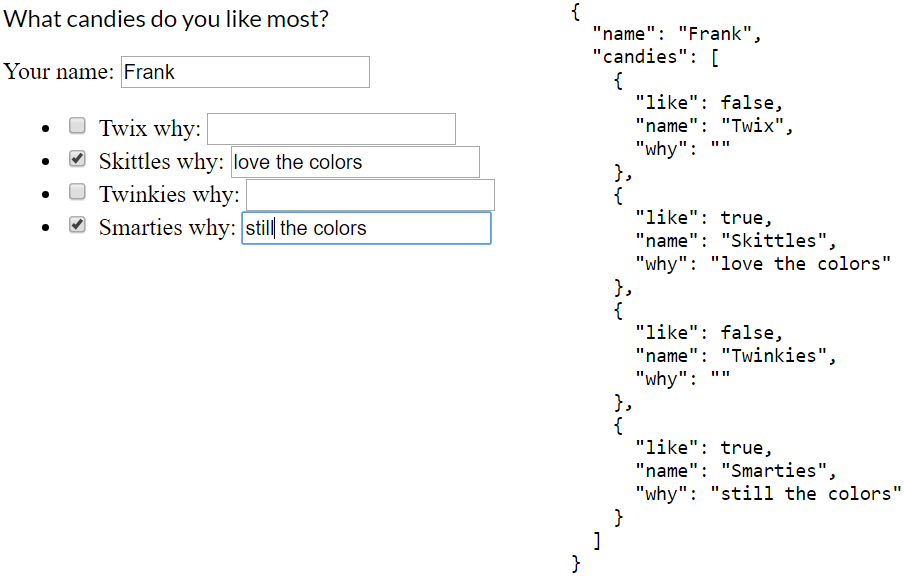 What candies do you like most?
Your name: Frank
Twix why:
Skittles why: love the colors
Twinkies why:
Smarties why: still the colors
{
"name": "Frank",
"candies": [
{
"like": false,
"name": "Twix",
"why": ""
},
{
"like": true,
"name": "Skittles",
"why": "love the colors"
},
{
"like": false,
"name": "Twinkies",
"why": ""
},
{
"like": true,
"name": "Smarties",
"why": "still the colors"
}
]
}